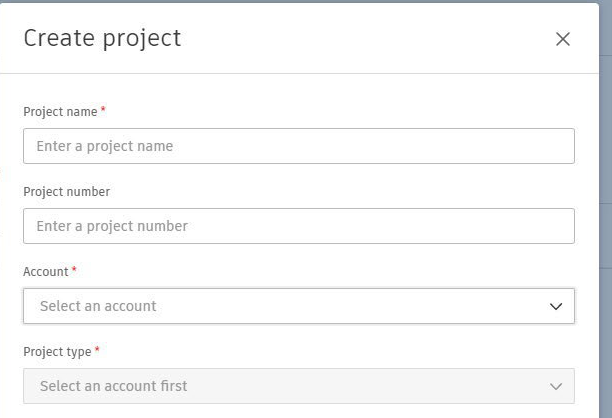 Create project
Project name *
Enter a project name
Project number
Enter a project number
Account *
Select an account
Project type *
Select an account first